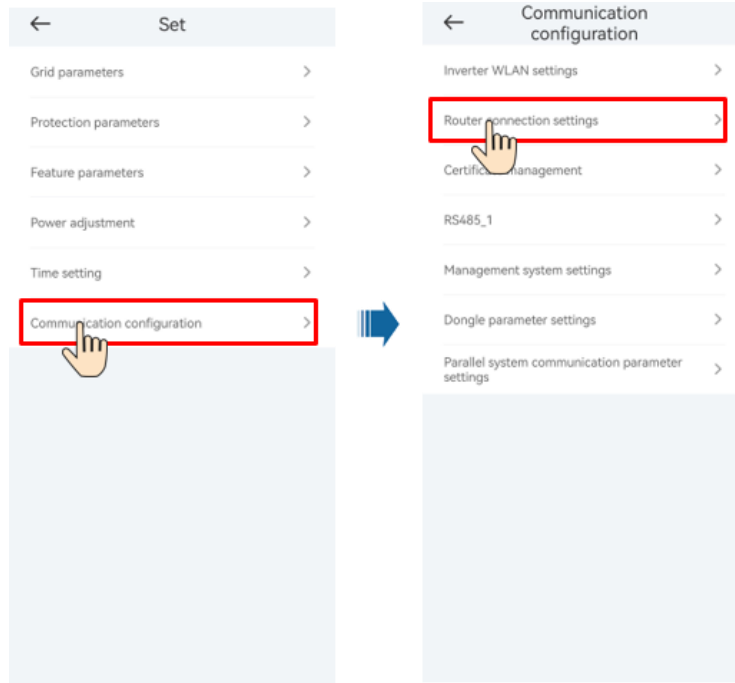 Set
Grid parameters
Protection parameters
Feature parameters
Power adjustment
Time setting
Communication configuration
Communication
configuration
Inverter WLAN settings
Router connection settings
Certificate management
RS485_1
Management system settings
Dongle parameter settings
Parallel system communication parameter
settings